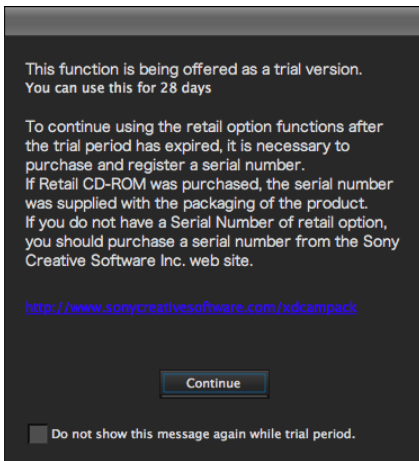 This function is being offered as a trial version.
You can use this for 28 days
To continue using the retail option functions after
the trial period has expired, it is necessary to
purchase and register a serial number.
If Retail CD-ROM was purchased, the serial number
was supplied with the packaging of the product.
If you do not have a Serial Number of retail option,
you should purchase a serial number from the Sony
Creative Software Inc. web site.
http://www.sonycreativesoftware.com/xdcampack
Continue
Do not show this message again while trial period.